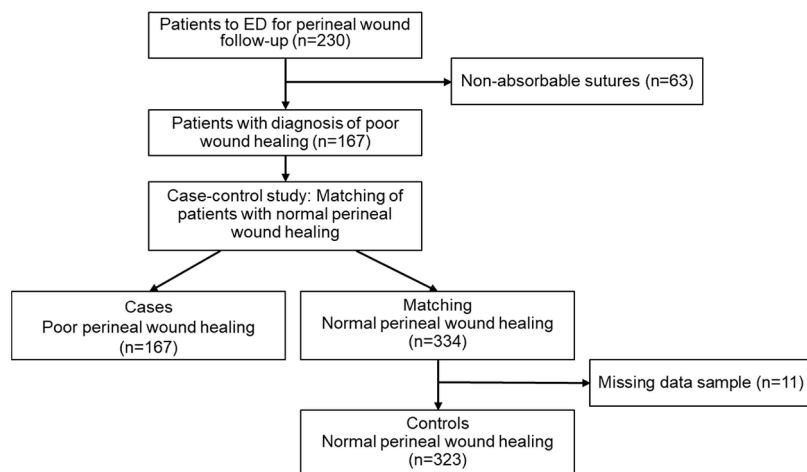 Patients to ED for perineal wound
follow-up (n=230)
Non-absorbable sutures (n=63)
Patients with diagnosis of poor
wound healing (n=167)
Case-control study: Matching of
patients with normal perineal
wound healing
Cases
Poor perineal wound healing
(n=167)
Matching
Normal perineal wound healing
(n=334)
Missing data sample (n=11)
Controls
Normal perineal wound healing
(n=323)